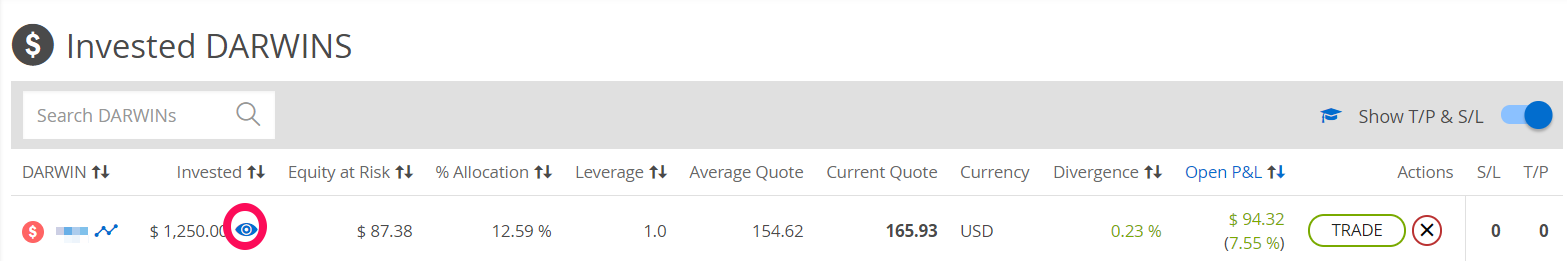 $ Invested DARWINS
Search DARWINs
Show T/P & S/L
DARWIN Invested Equity at Risk % Allocation Leverage Average Quote Current Quote Currency Divergence Open P&L Actions S/L T/P
$ $ 1,250.00 $ 87.38 12.59 % 1.0 154.62 165.93 USD 0.23 % $ 94.32 TRADE 0 0
(7.55 %)